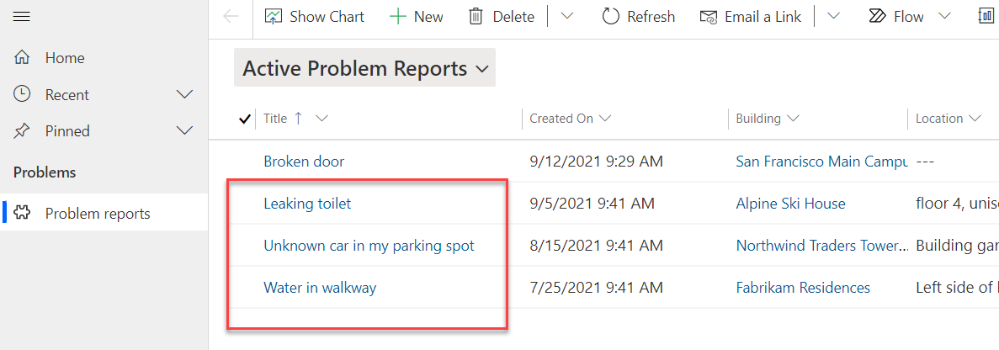 Show Chart New Delete Refresh Email a Link Flow
Home
Recent
Pinned
Problems
Problem reports
Active Problem Reports
Title Created On Building Location
Broken door 9/12/2021 9:29 AM San Francisco Main Campu ---
Leaking toilet 9/5/2021 9:41 AM Alpine Ski House floor 4, unis
Unknown car in my parking spot 8/15/2021 9:41 AM Northwind Traders Tower... Building gar
Water in walkway 7/25/2021 9:41 AM Fabrikam Residences Left side of